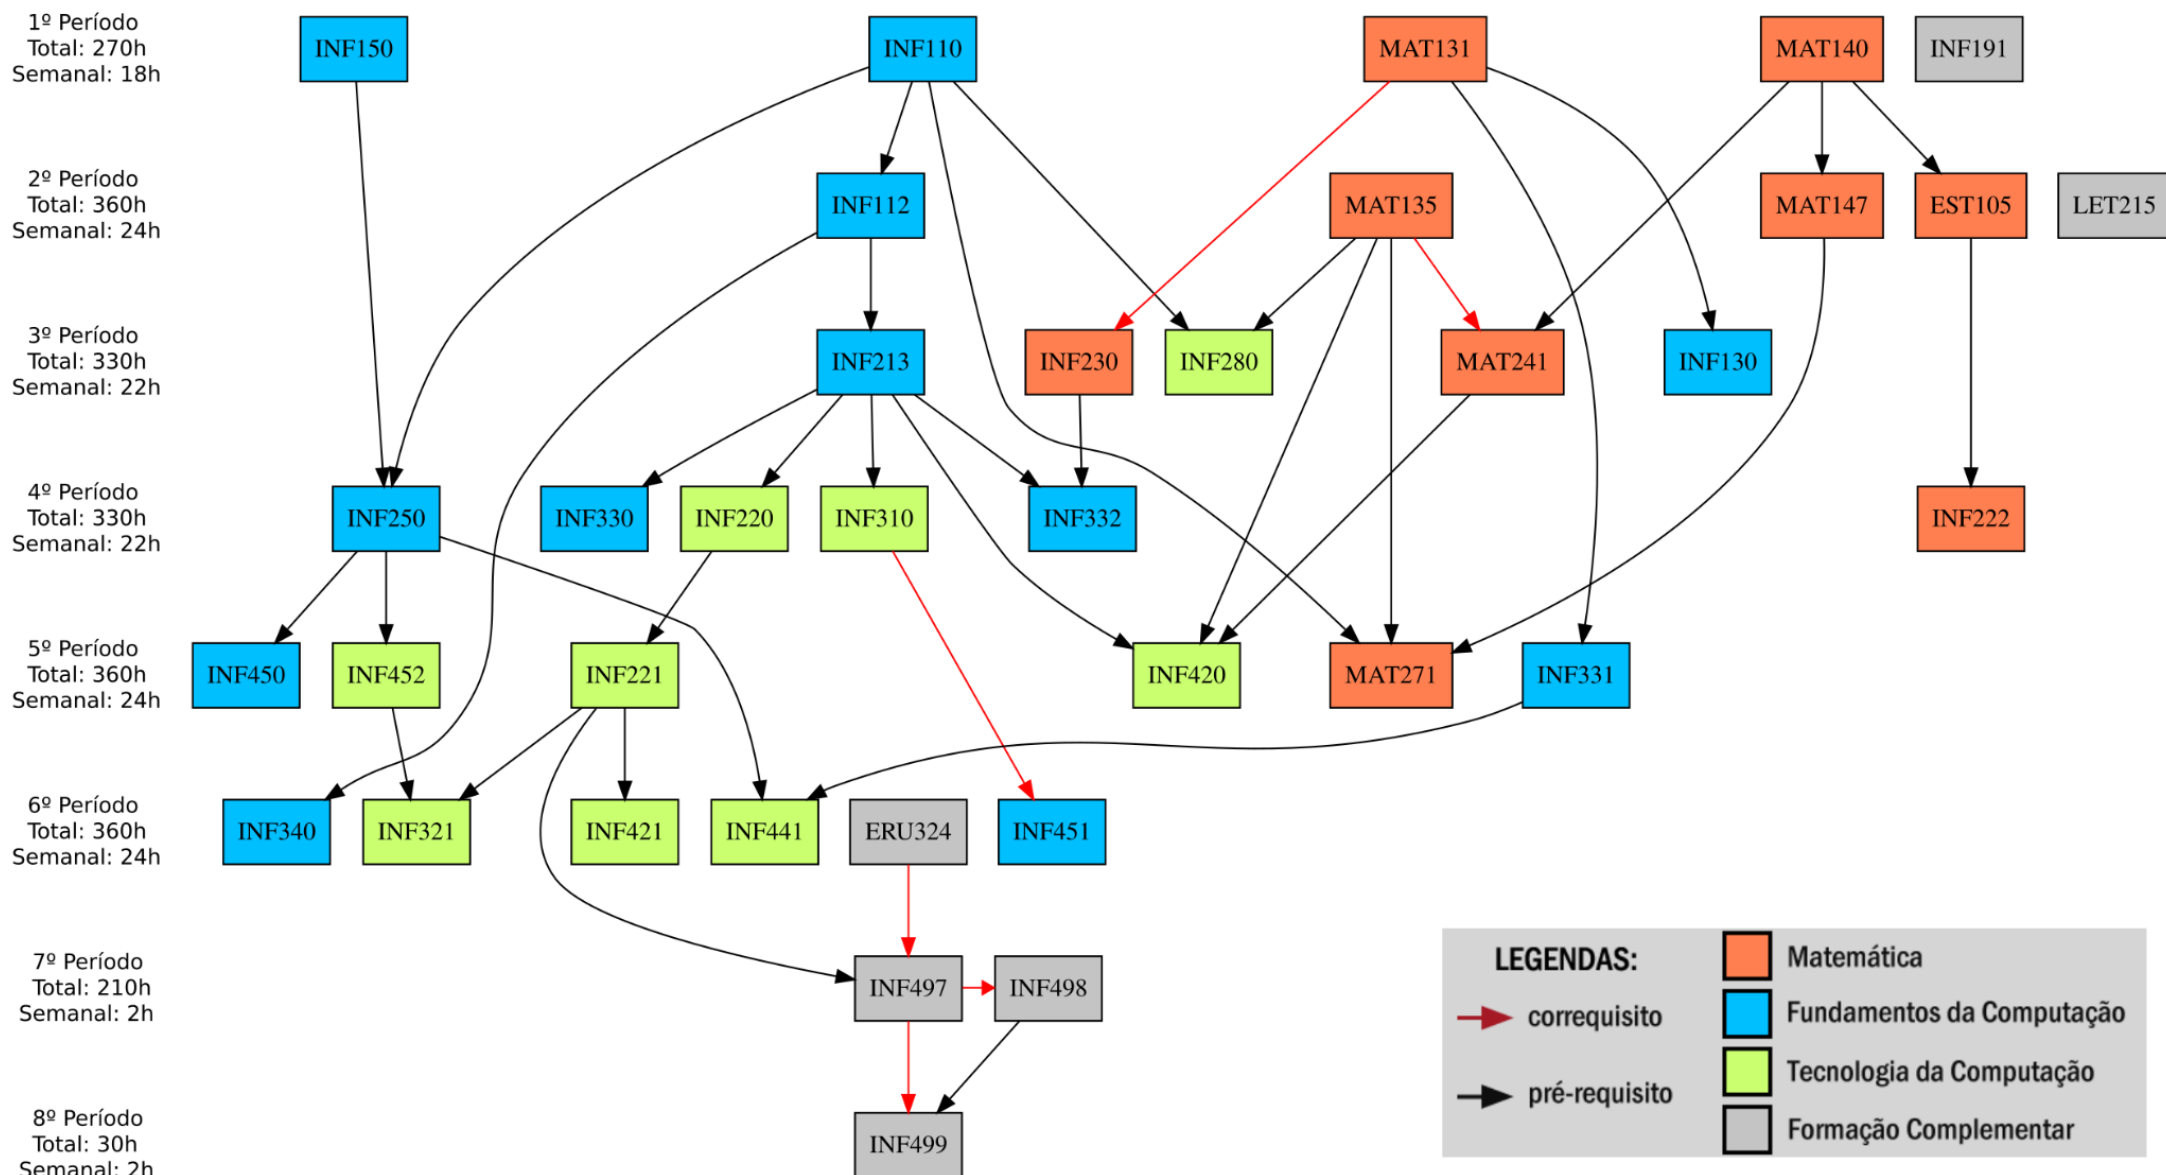 1º Período
Total: 270h
Semanal: 18h
INF150
INF110
MAT131
MAT140
INF191
2º Período
Total: 360h
Semanal: 24h
INF112
MAT135
MAT147
EST105
LET215
3º Período
Total: 330h
Semanal: 22h
INF213
INF230
INF280
MAT241
INF130
4º Período
Total: 330h
Semanal: 22h
INF250
INF330
INF220
INF310
INF332
INF222
5º Período
Total: 360h
Semanal: 24h
INF450
INF452
INF221
INF420
MAT271
INF331
6º Período
Total: 360h
Semanal: 24h
INF340
INF321
INF421
INF441
ERU324
INF451
7º Período
Total: 210h
Semanal: 2h
INF497
INF498
8º Período
Total: 30h
Semanal: 2h
INF499
LEGENDAS:
correquisito
pré-requisito
Matemática
Fundamentos da Computação
Tecnologia da Computação
Formação Complementar